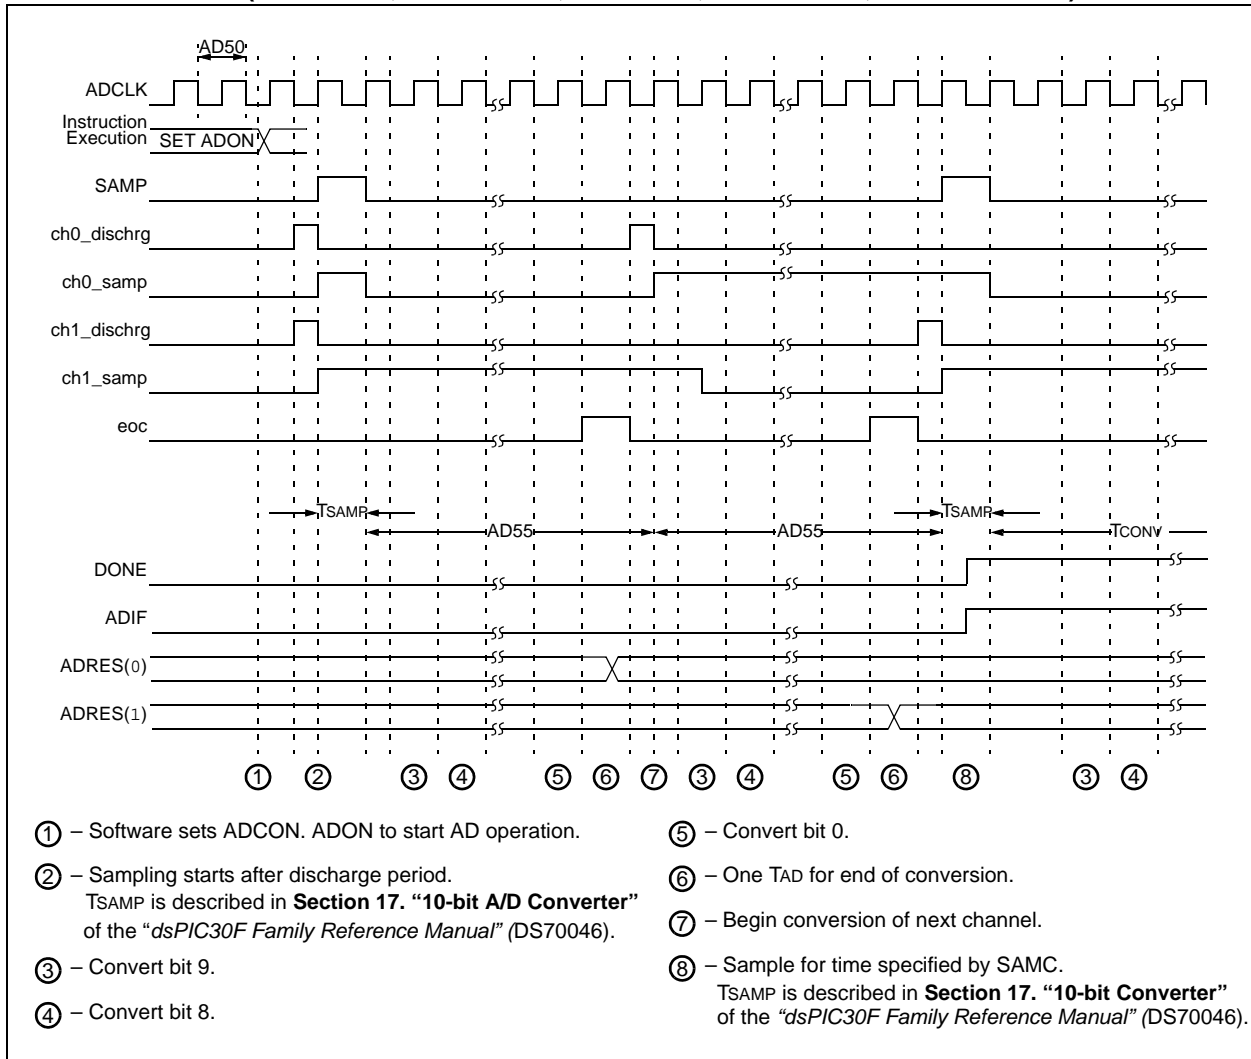 AD50
ADCLK
Instruction
Execution
SET ADON
SAMP
ch0_dischrg
ch0_samp
ch1_dischrg
ch1_samp
eoc
TSAMP
TSAMP
AD55
AD55
TCONV
DONE
ADIF
ADRES(0)
ADRES(1)
1 2 3 4 5 6 7 3 4 5 6 8 3 4
1 – Software sets ADCON. ADON to start AD operation.
2 – Sampling starts after discharge period.
TSAMP is described in Section 17. “10-bit A/D Converter”
of the “dsPIC30F Family Reference Manual” (DS70046).
3 – Convert bit 9.
4 – Convert bit 8.
5 – Convert bit 0.
6 – One TAD for end of conversion.
7 – Begin conversion of next channel.
8 – Sample for time specified by SAMC.
TSAMP is described in Section 17. “10-bit Converter”
of the “dsPIC30F Family Reference Manual” (DS70046).